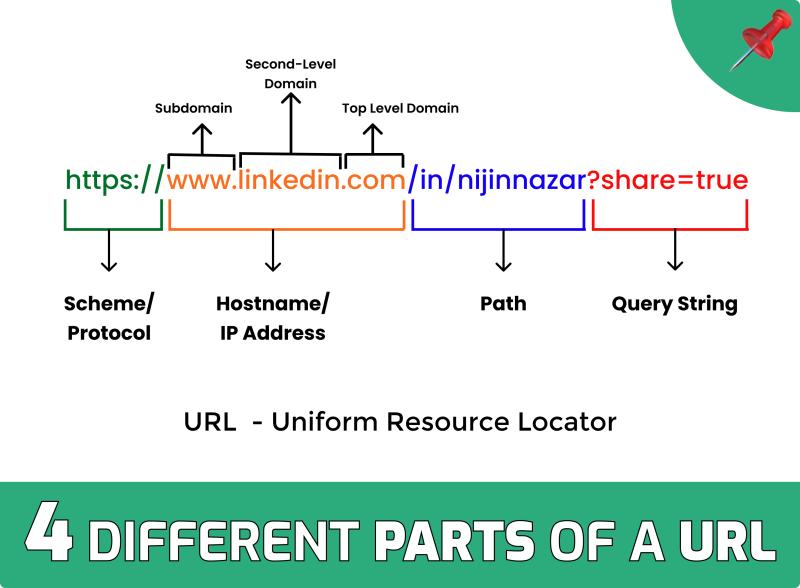 Second-Level
Domain
Subdomain
Top Level Domain
https://www.linkedin.com/in/nijinnazar?share=true
Scheme/
Protocol
Hostname/
IP Address
Path
Query String
URL - Uniform Resource Locator
4 DIFFERENT PARTS OF A URL